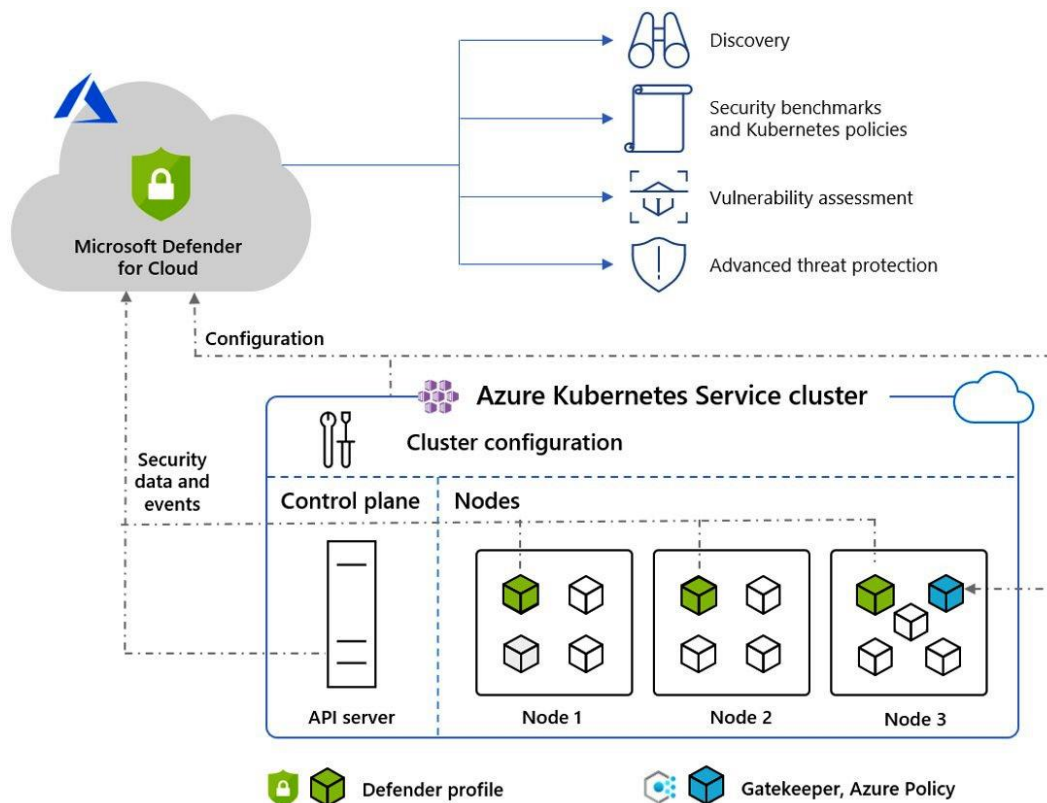 Discovery
Security benchmarks
and Kubernetes policies
Vulnerability assessment
Advanced threat protection
Microsoft Defender
for Cloud
Configuration
Azure Kubernetes Service cluster
Cluster configuration
Security
data and
events
Control plane
Nodes
API server
Node 1
Node 2
Node 3
Defender profile
Gatekeeper, Azure Policy